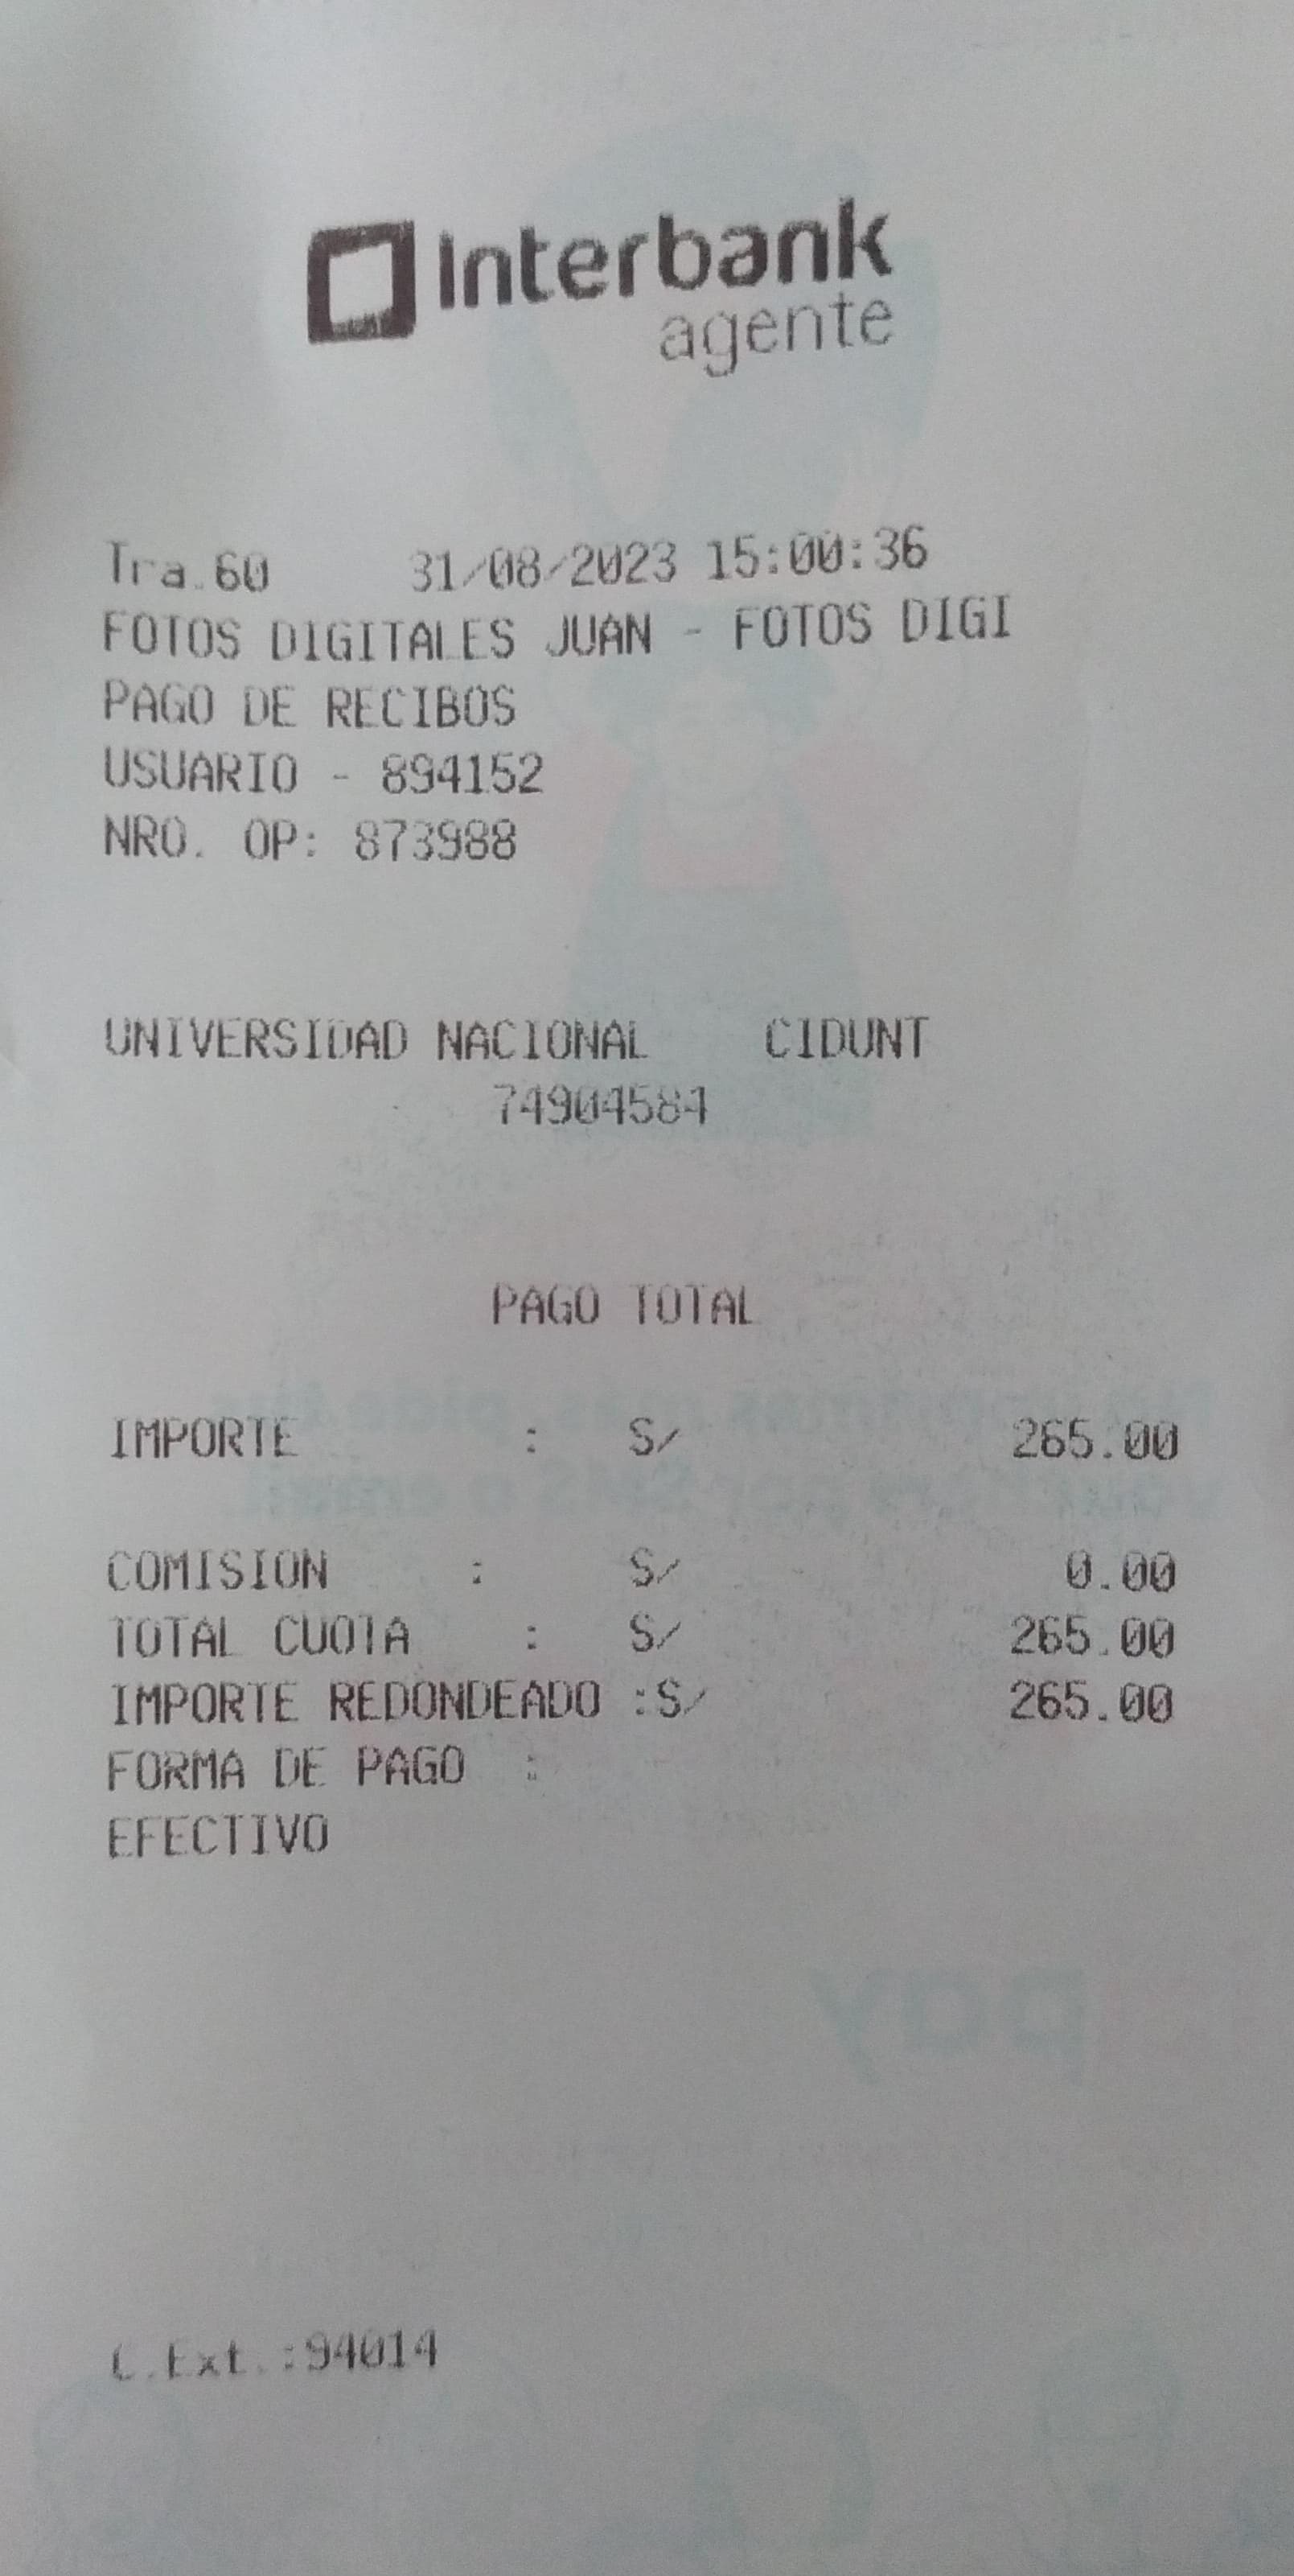 Interbank
agente
Tra.60 31/08/2023 15:00:36
FOTOS DIGITALES JUAN - FOTOS DIGI
PAGO DE RECIBOS
USUARIO - 894152
NRO. OP: 873988
UNIVERSIDAD NACIONAL CIDUNT
74904584
PAGO TOTAL
IMPORTE : S/ 265.00
COMISION : S/ 0.00
TOTAL CUOTA : S/ 265.00
IMPORTE REDONDEADO :S/ 265.00
FORMA DE PAGO :
EFECTIVO
pay
C.Ext.:94014